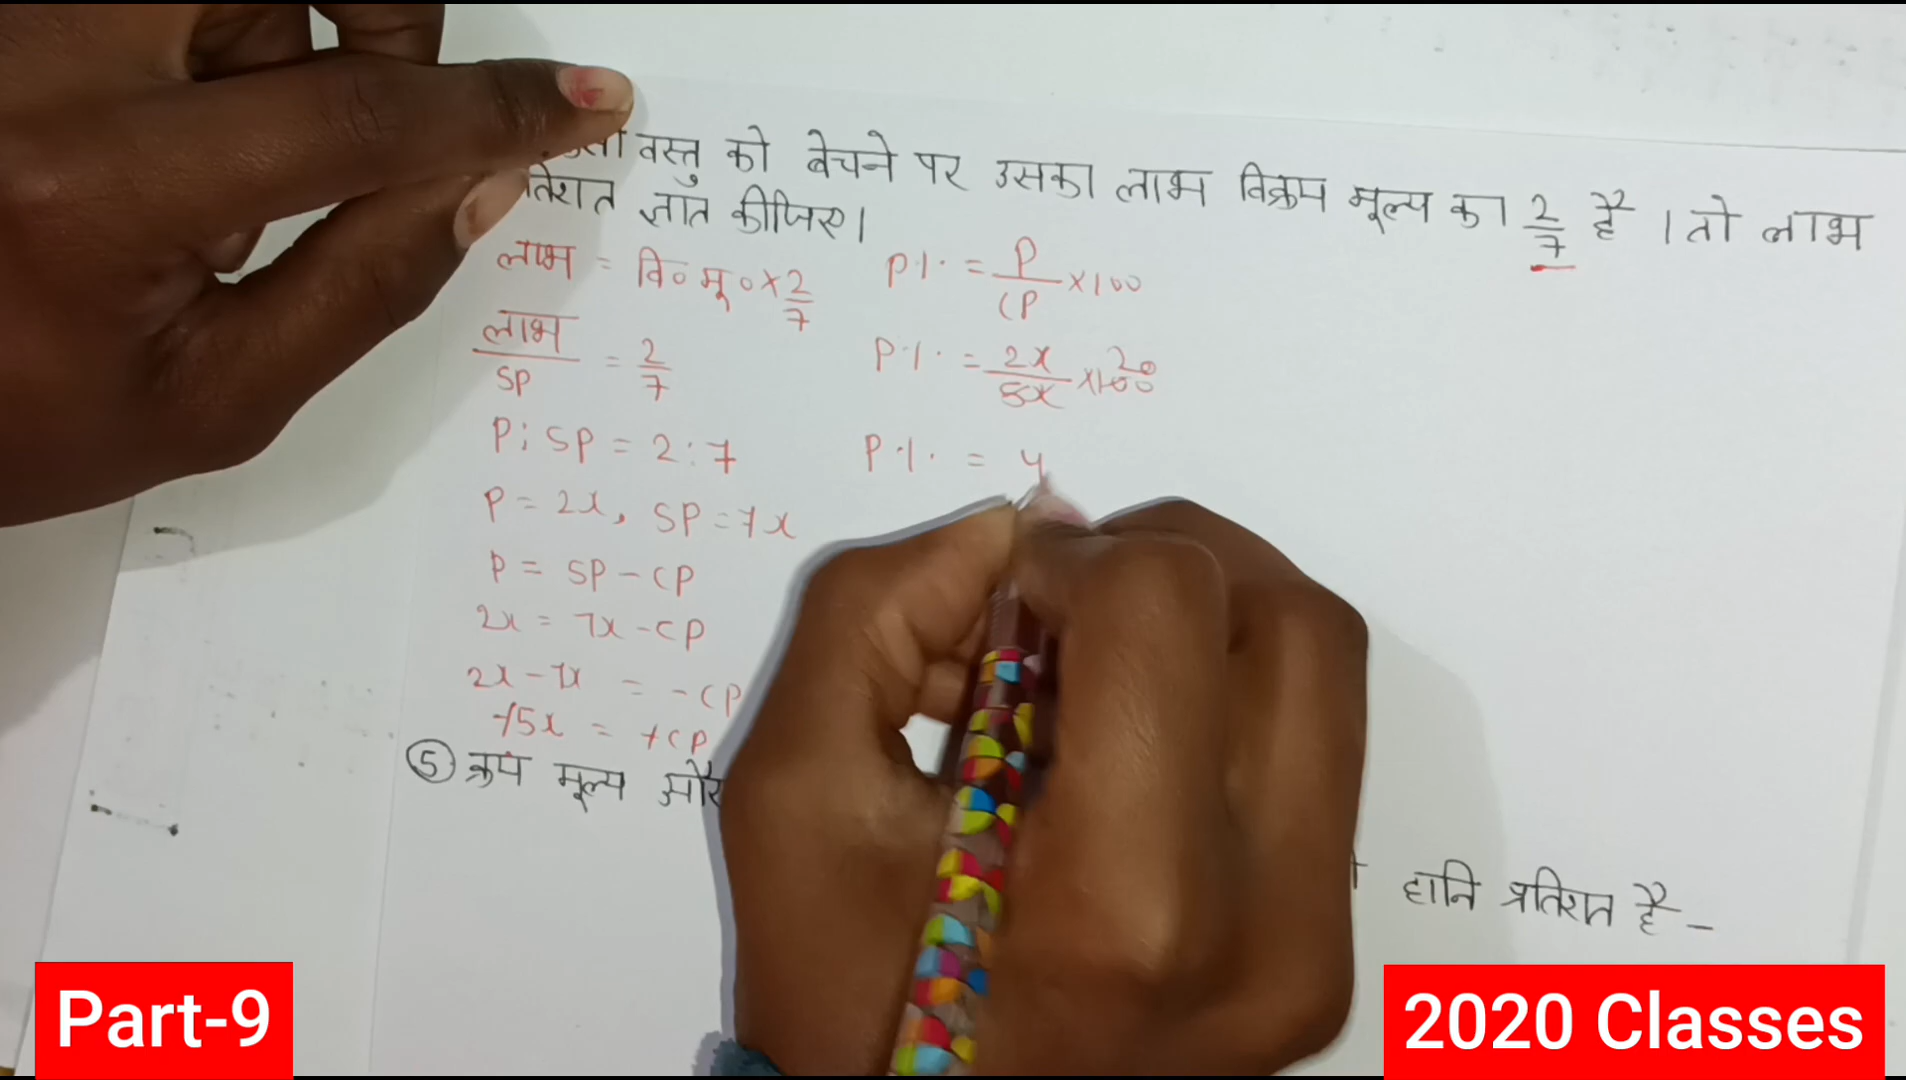 वस्तु को बेचने पर उसका लाभ विक्रय मूल्य का 2/7 है । तो लाभ
ज्ञात कीजिए।
लाभ = वि० मू० × 2/7
लाभ/SP = 2/7
P : SP = 2 : 7
P = 2x, SP = 7x
P = SP - CP
2x = 7x - CP
2x - 7x = - CP
-5x = +CP
P.%. = P/CP × 100
P.%. = 2x/5x × 100 20
P.%. = 4
⑤ क्रय मूल्य और
हानि प्रतिशत है -
Part-9
2020 Classes